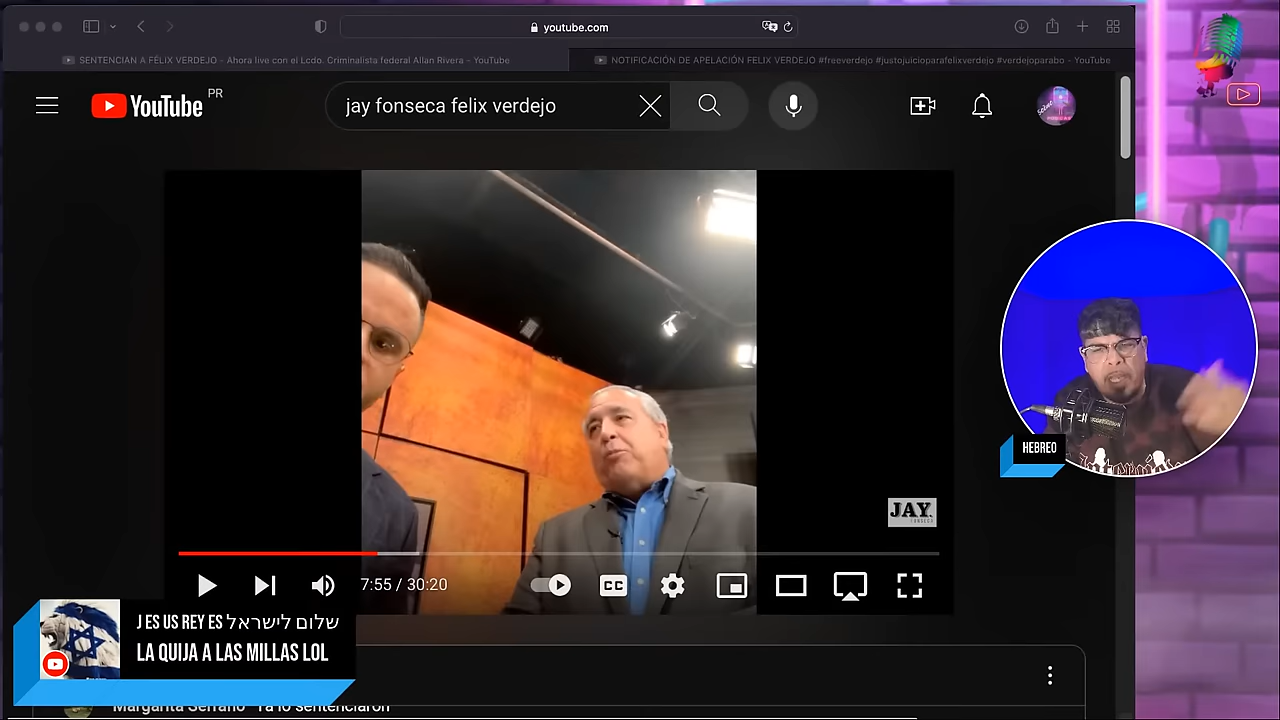 youtube.com
SENTENCIAN A FÉLIX VERDEJO - Ahora live con el Lcdo. Criminalista federal Allan Rivera - YouTube
NOTIFICACIÓN DE APELACIÓN FELIX VERDEJO #freeverdejo #justojuicioparafelixverdejo #verdejoparabo - YouTube
YouTube PR
jay fonseca felix verdejo
HEBREO
JAY
FONSECA
7:55 / 30:20
CC
J ES US REY ES שלום לישראל
LA QUIJA A LAS MILLAS LOL
Margarita Serrano Ya lo sentenciaron